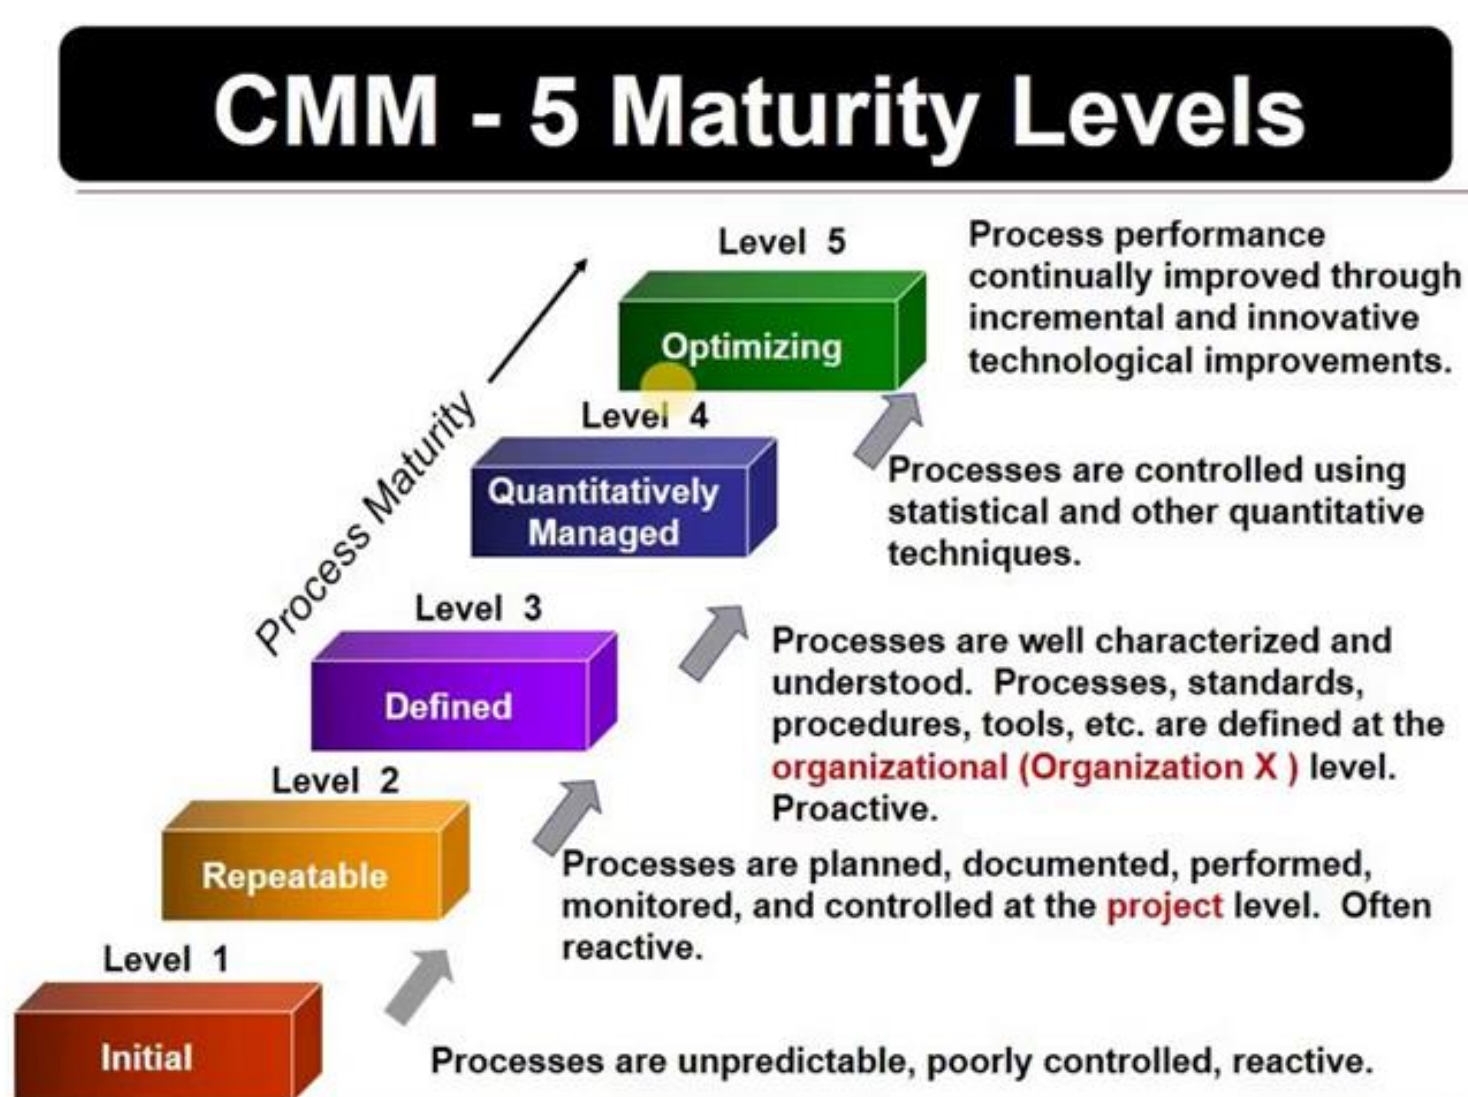 CMM - 5 Maturity Levels
Level 5
Optimizing
Process performance
continually improved through
incremental and innovative
technological improvements.
Process Maturity
Level 4
Quantitatively
Managed
Processes are controlled using
statistical and other quantitative
techniques.
Level 3
Defined
Processes are well characterized and
understood. Processes, standards,
procedures, tools, etc. are defined at the
organizational (Organization X ) level.
Proactive.
Level 2
Repeatable
Processes are planned, documented, performed,
monitored, and controlled at the project level. Often
reactive.
Level 1
Initial
Processes are unpredictable, poorly controlled, reactive.